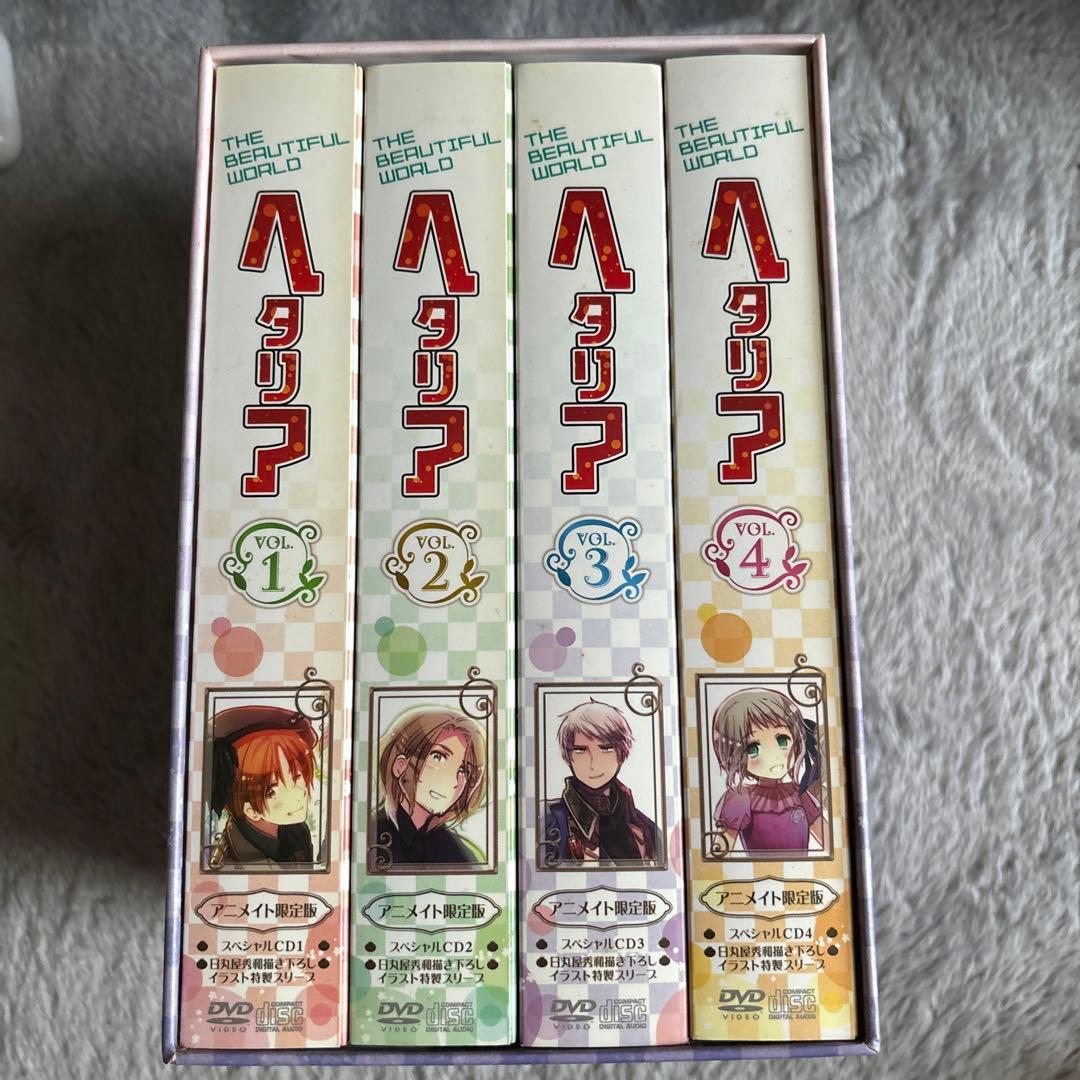 THE
BEAUTIFUL
WORLD
ヘタリア
VOL.
1
アニメイト限定版
スペシャルCD1
日丸屋秀和描き下ろし
イラスト特製スリーブ
DVD
VIDEO
COMPACT
disc
DIGITAL AUDIO
THE
BEAUTIFUL
WORLD
ヘタリア
VOL.
2
アニメイト限定版
スペシャルCD2
日丸屋秀和描き下ろし
イラスト特製スリーブ
DVD
VIDEO
COMPACT
disc
DIGITAL AUDIO
THE
BEAUTIFUL
WORLD
ヘタリア
VOL.
3
アニメイト限定版
スペシャルCD3
日丸屋秀和描き下ろし
イラスト特製スリーブ
DVD
VIDEO
COMPACT
disc
DIGITAL AUDIO
THE
BEAUTIFUL
WORLD
ヘタリア
VOL.
4
アニメイト限定版
スペシャルCD4
日丸屋秀和描き下ろし
イラスト特製スリーブ
DVD
VIDEO
COMPACT
disc
DIGITAL AUDIO